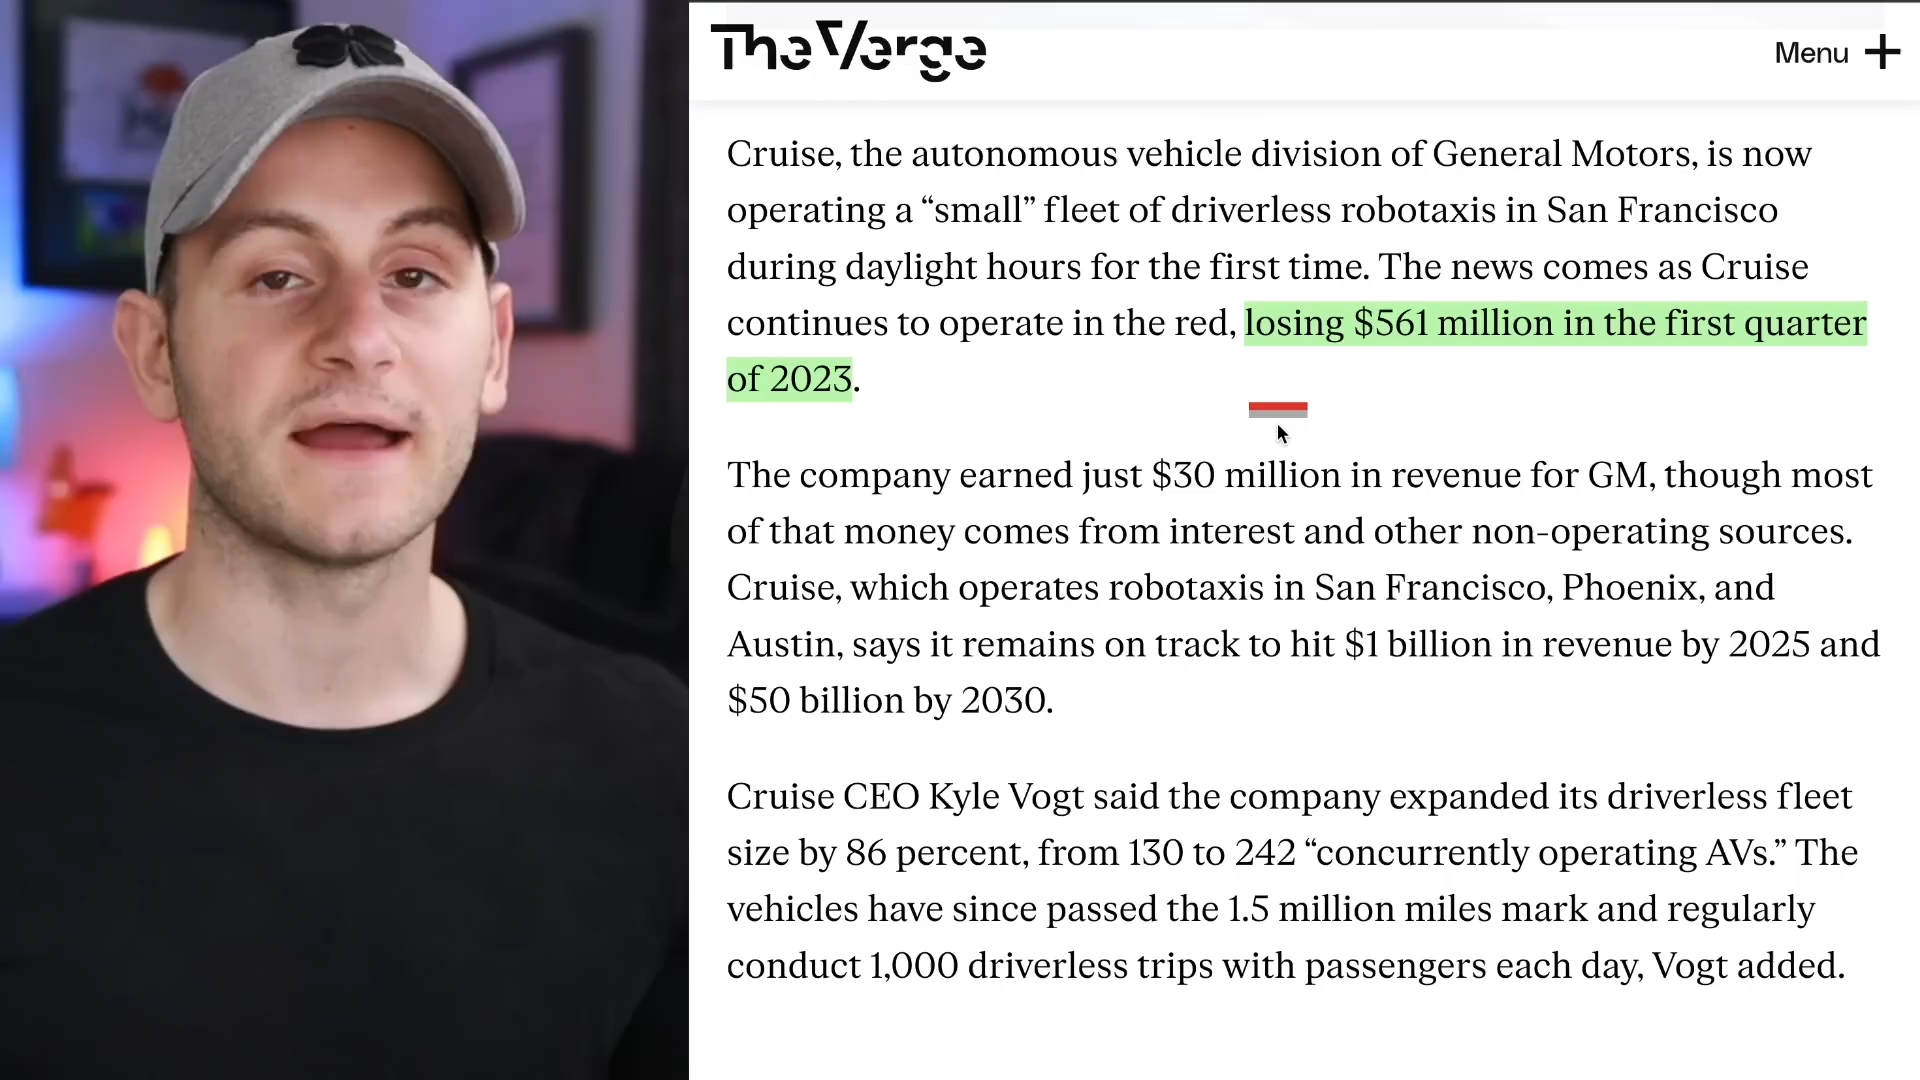 The Verge
Menu
Cruise, the autonomous vehicle division of General Motors, is now
operating a “small” fleet of driverless robotaxis in San Francisco
during daylight hours for the first time. The news comes as Cruise
continues to operate in the red, losing $561 million in the first quarter
of 2023.
The company earned just $30 million in revenue for GM, though most
of that money comes from interest and other non-operating sources.
Cruise, which operates robotaxis in San Francisco, Phoenix, and
Austin, says it remains on track to hit $1 billion in revenue by 2025 and
$50 billion by 2030.
Cruise CEO Kyle Vogt said the company expanded its driverless fleet
size by 86 percent, from 130 to 242 “concurrently operating AVs.” The
vehicles have since passed the 1.5 million miles mark and regularly
conduct 1,000 driverless trips with passengers each day, Vogt added.